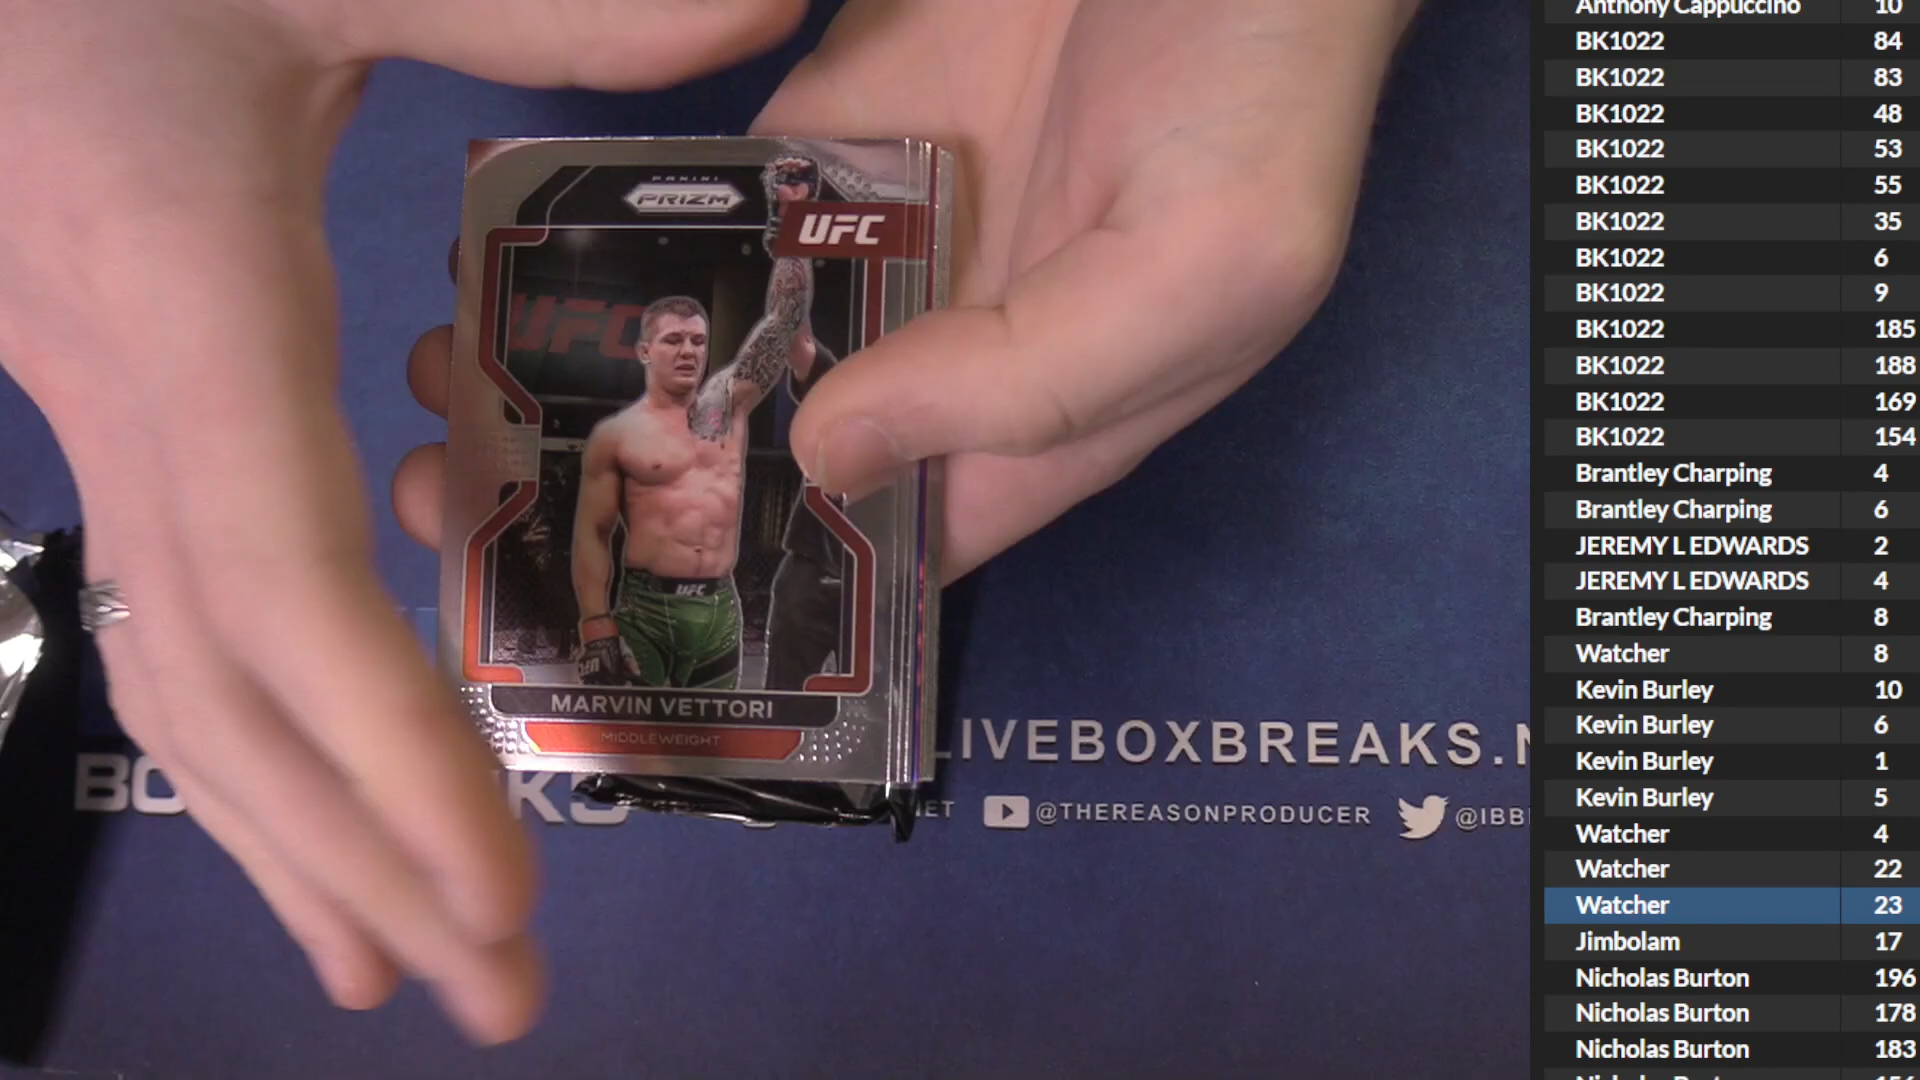 PANINI
PRIZM
UFC
UFC
UFC
MARVIN VETTORI
MIDDLEWEIGHT
LIVEBOXBREAKS.N
BO
KS
NET
@THEREASONPRODUCER
@IBB
Anthony Cappuccino 10
BK1022 84
BK1022 83
BK1022 48
BK1022 53
BK1022 55
BK1022 35
BK1022 6
BK1022 9
BK1022 185
BK1022 188
BK1022 169
BK1022 154
Brantley Charping 4
Brantley Charping 6
JEREMY L EDWARDS 2
JEREMY L EDWARDS 4
Brantley Charping 8
Watcher 8
Kevin Burley 10
Kevin Burley 6
Kevin Burley 1
Kevin Burley 5
Watcher 4
Watcher 22
Watcher 23
Jimbolam 17
Nicholas Burton 196
Nicholas Burton 178
Nicholas Burton 183